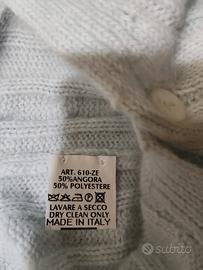 ART. 610-ZE
50%ANGORA
50% POLYESTERE
LAVARE A SECCO
DRY CLEAN ONLY
MADE IN ITALY
subito